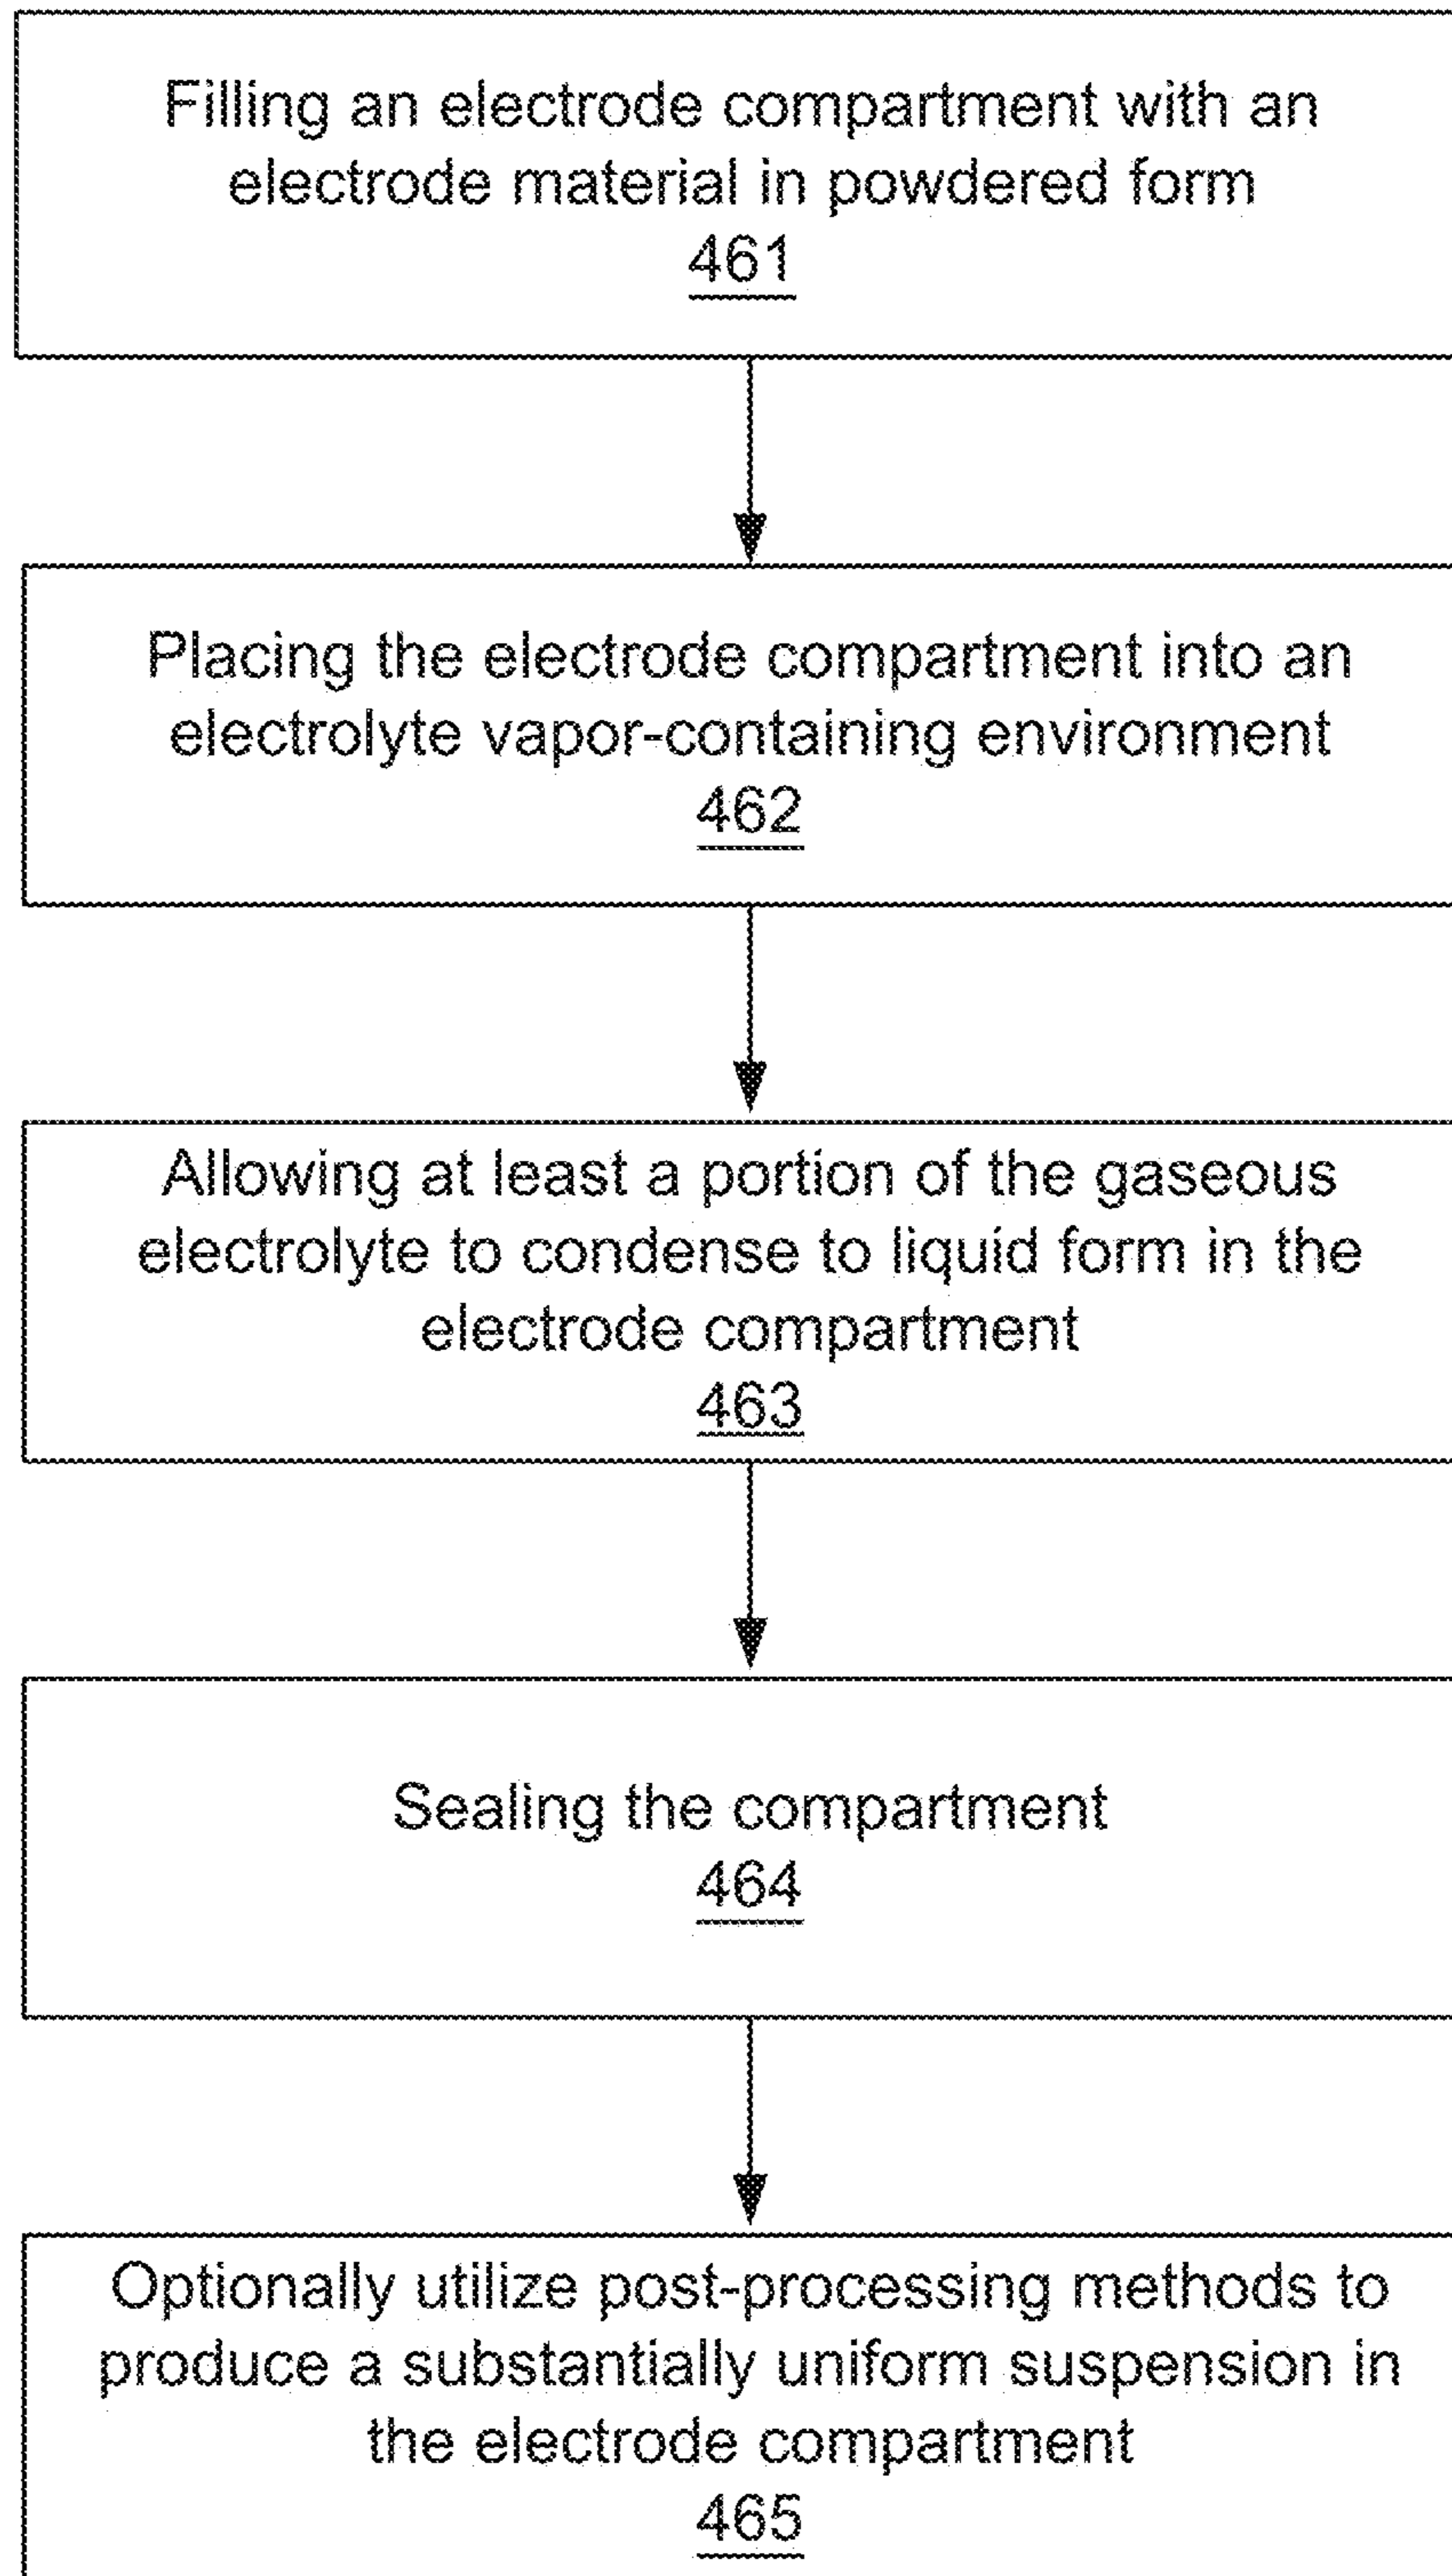 Filling an electrode compartment with an
electrode material in powdered form
461
Placing the electrode compartment into an
electrolyte vapor-containing environment
462
Allowing at least a portion of the gaseous
electrolyte to condense to liquid form in the
electrode compartment
463
Sealing the compartment
464
Optionally utilize post-processing methods to
produce a substantially uniform suspension in
the electrode compartment
465